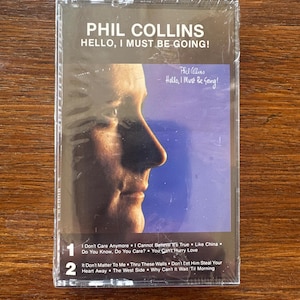 PHIL COLLINS
HELLO, I MUST BE GOING!
Phil Collins
Hello, I Must Be Going!
1
I Don't Care Anymore • I Cannot Believe It's True • Like China •
Do You Know, Do You Care? • You Can't Hurry Love
2
It Don't Matter To Me • Thru These Walls • Don't Let Him Steal Your
Heart Away • The West Side • Why Can't It Wait 'Til Morning